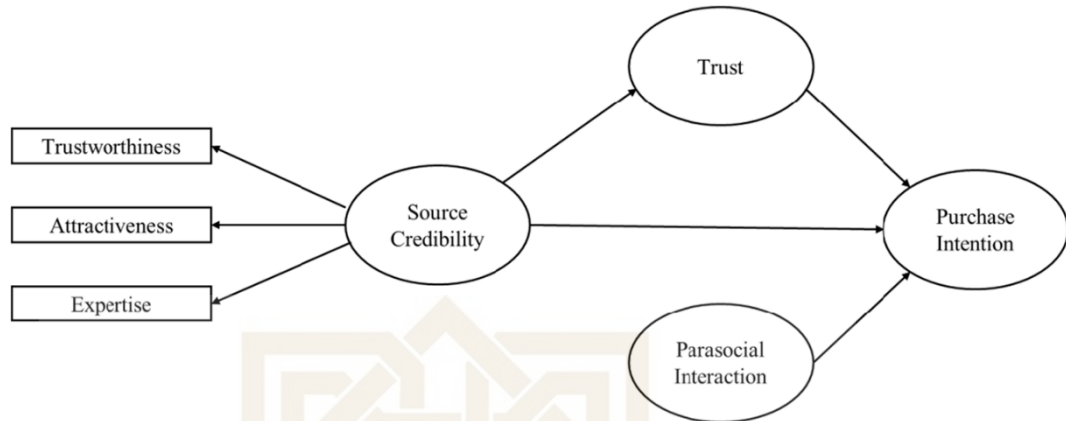 Trust
Trustworthiness
Attractiveness
Expertise
Source
Credibility
Purchase
Intention
Parasocial
Interaction